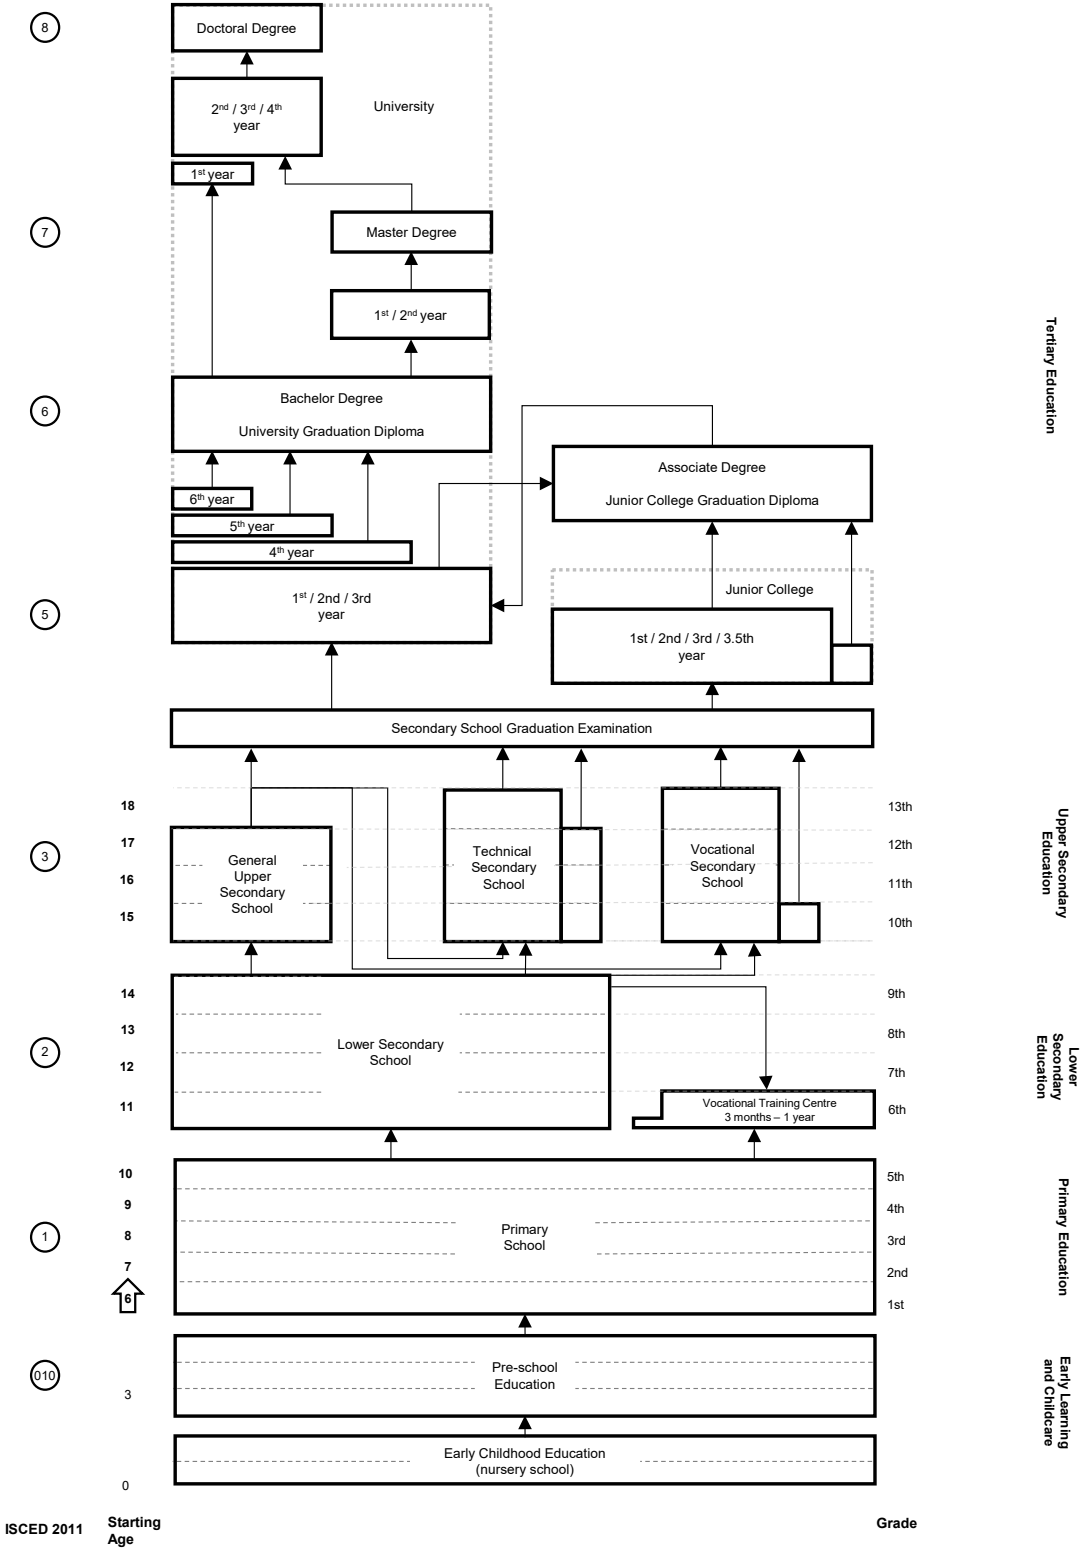 8
Doctoral Degree
2nd / 3rd / 4th
year
University
1st year
7
Master Degree
1st / 2nd year
Tertiary Education
6
Bachelor Degree
University Graduation Diploma
Associate Degree
Junior College Graduation Diploma
6th year
5th year
4th year
5
1st / 2nd / 3rd
year
Junior College
1st / 2nd / 3rd / 3.5th
year
Secondary School Graduation Examination
18
13th
17
12th
16
11th
15
10th
3
General
Upper
Secondary
School
Technical
Secondary
School
Vocational
Secondary
School
Upper Secondary
Education
14
9th
13
8th
12
7th
11
6th
2
Lower Secondary
School
Vocational Training Centre
3 months – 1 year
Lower
Secondary
Education
10
5th
9
4th
8
3rd
7
2nd
6
1st
1
Primary
School
Primary Education
010
3
Pre-school
Education
Early Learning
and Childcare
Early Childhood Education
(nursery school)
0
ISCED 2011
Starting
Age
Grade